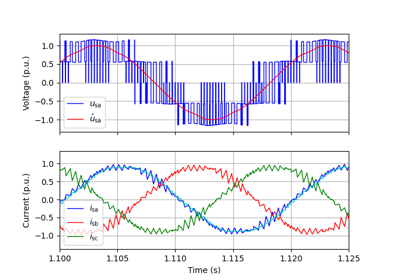 Voltage (p.u.)
1.0
0.5
0.0
−0.5
−1.0
u_sa
û_sa
Current (p.u.)
1.0
0.5
0.0
−0.5
−1.0
i_sa
i_sb
i_sc
1.100 1.105 1.110 1.115 1.120 1.125
Time (s)